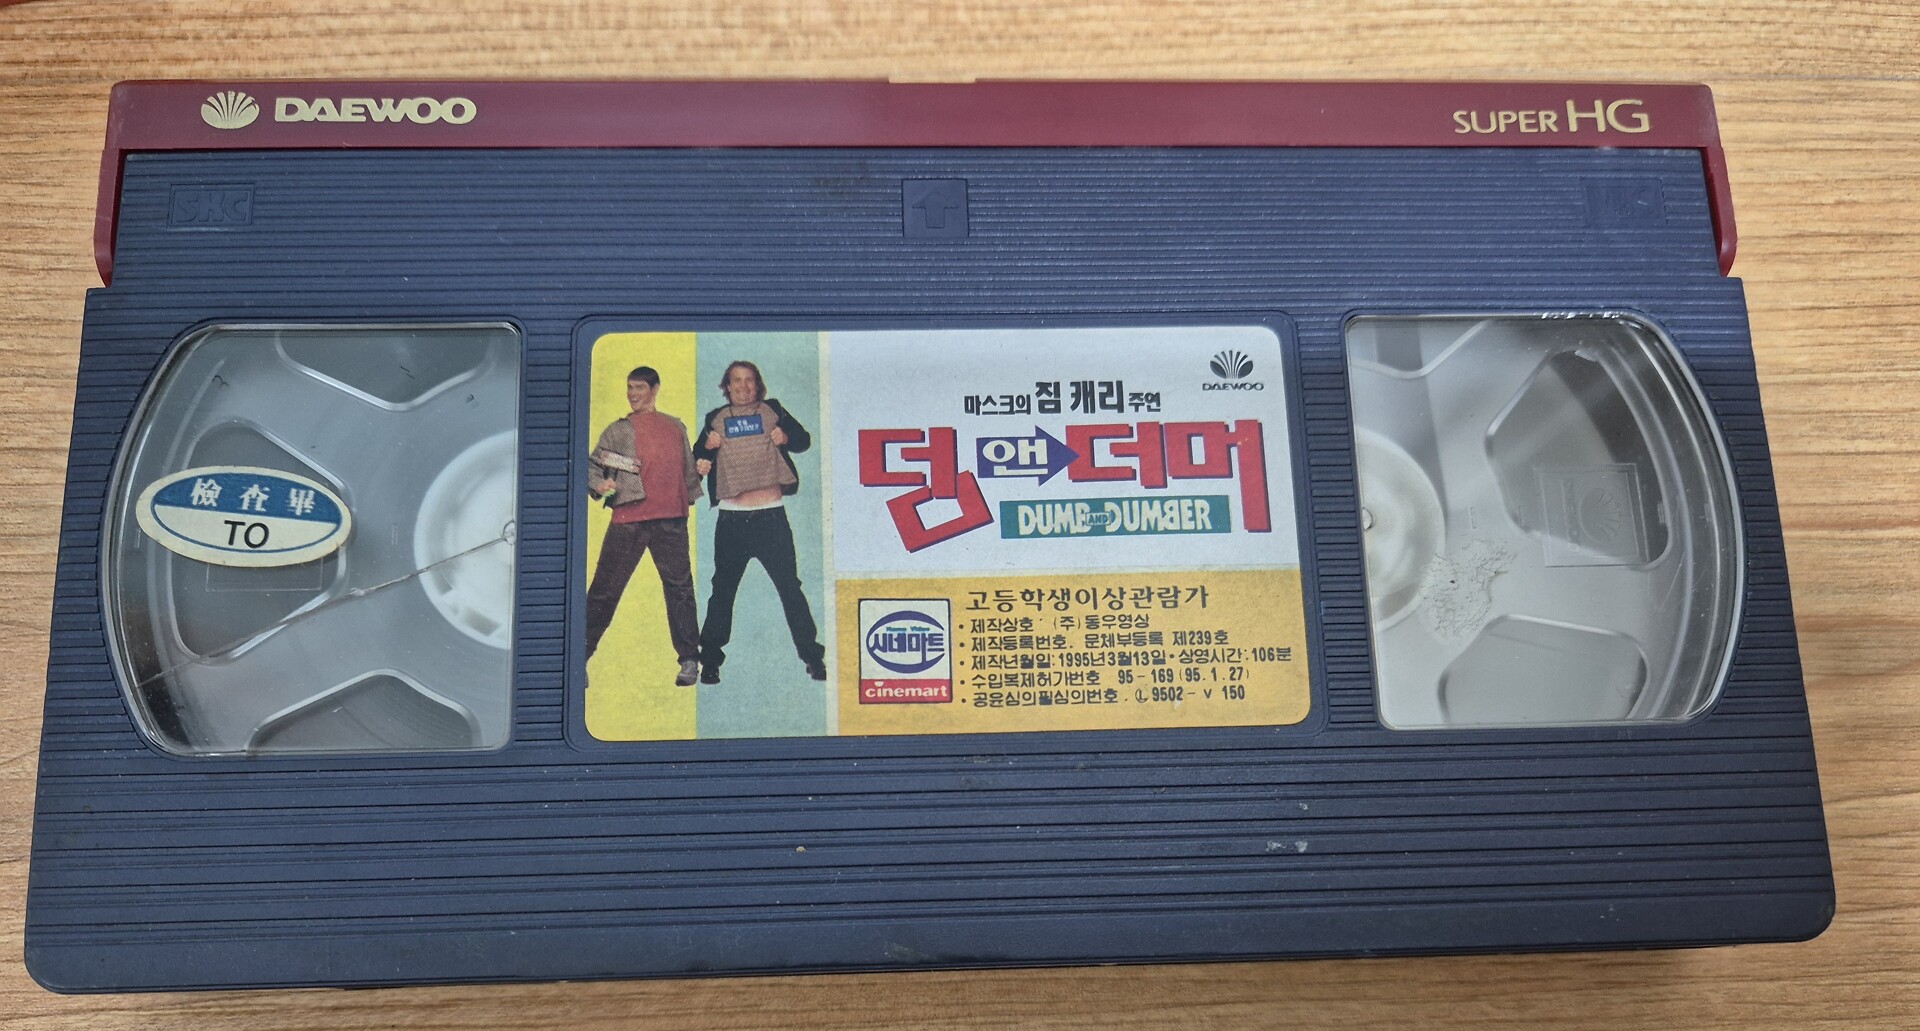 DAEWOO
SUPER HG
SKC
檢査畢
TO
DAEWOO
마스크의 짐 캐리 주연
덤 앤 더머
DUMB AND DUMBER
고등학생이상관람가
• 제작상호 : (주) 동우영상
• 제작등록번호. 문체부등록 제239호
• 제작년월일:1995년3월13일 • 상영시간:106분
• 수입복제허가번호 95-169 (95.1.27)
• 공윤심의필심의번호. Ⓛ 9502-V 150
Home Video
시네마트
cinemart